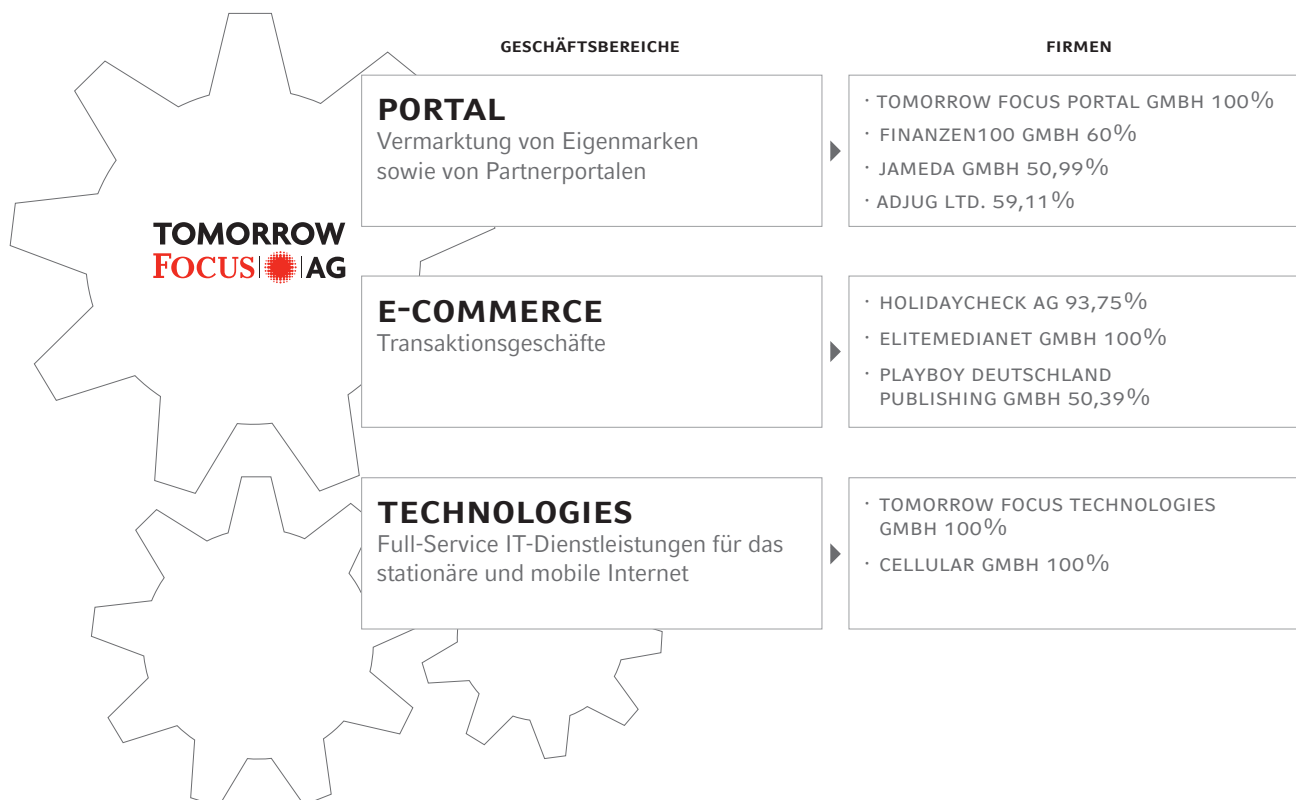 GESCHÄFTSBEREICHE
FIRMEN
TOMORROW
FOCUS AG
PORTAL
Vermarktung von Eigenmarken
sowie von Partnerportalen
· TOMORROW FOCUS PORTAL GMBH 100%
· FINANZEN100 GMBH 60%
· JAMEDA GMBH 50,99%
· ADJUG LTD. 59,11%
E-COMMERCE
Transaktionsgeschäfte
· HOLIDAYCHECK AG 93,75%
· ELITEMEDIANET GMBH 100%
· PLAYBOY DEUTSCHLAND
PUBLISHING GMBH 50,39%
TECHNOLOGIES
Full-Service IT-Dienstleistungen für das
stationäre und mobile Internet
· TOMORROW FOCUS TECHNOLOGIES
GMBH 100%
· CELLULAR GMBH 100%